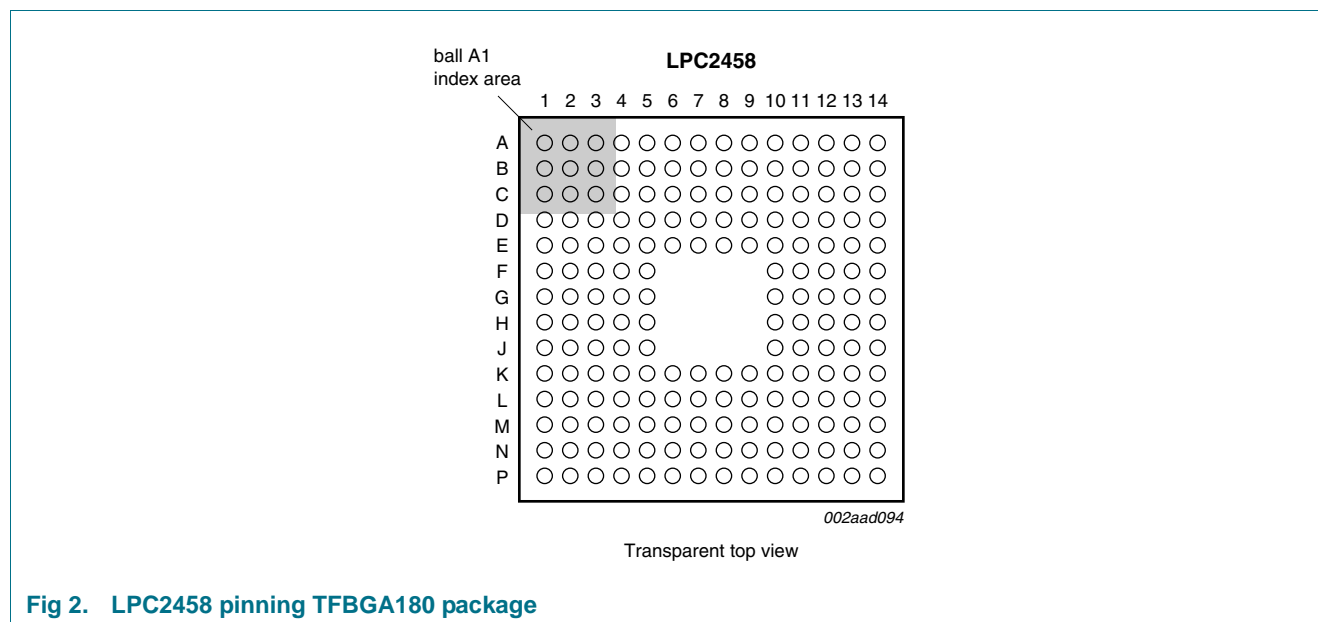 ball A1
index area
LPC2458
1 2 3 4 5 6 7 8 9 10 11 12 13 14
A
B
C
D
E
F
G
H
J
K
L
M
N
P
002aad094
Transparent top view
Fig 2. LPC2458 pinning TFBGA180 package